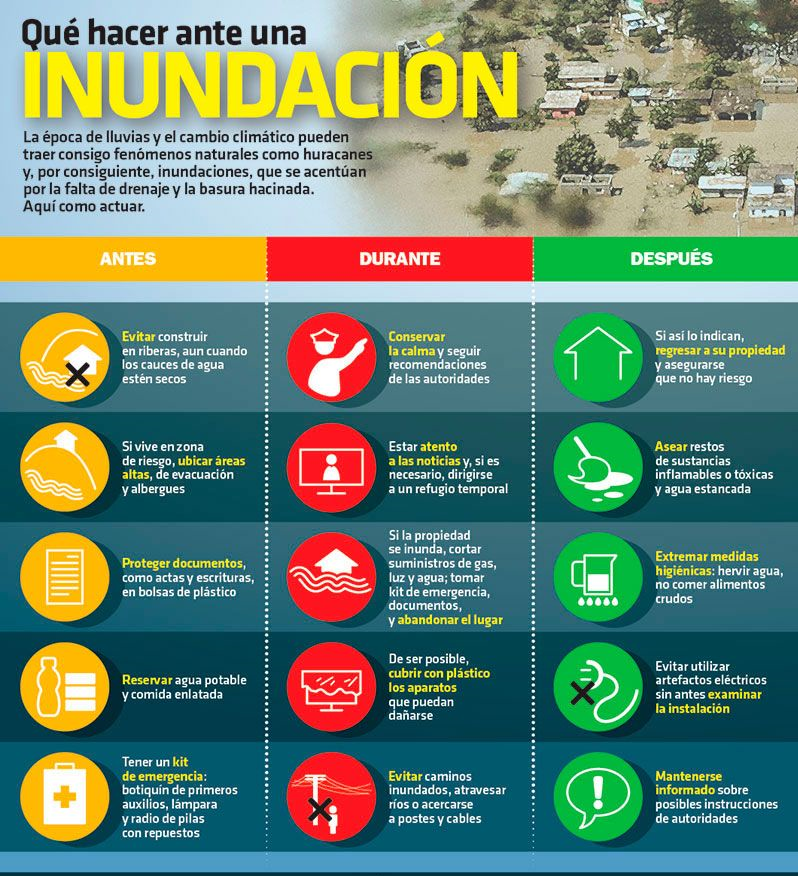 Qué hacer ante una
INUNDACIÓN
La época de lluvias y el cambio climático pueden
traer consigo fenómenos naturales como huracanes
y, por consiguiente, inundaciones, que se acentúan
por la falta de drenaje y la basura hacinada.
Aquí como actuar.
ANTES
Evitar construir
en riberas, aun cuando
los cauces de agua
estén secos
Si vive en zona
de riesgo, ubicar áreas
altas, de evacuación
y albergues
Proteger documentos,
como actas y escrituras,
en bolsas de plástico
Reservar agua potable
y comida enlatada
Tener un kit
de emergencia:
botiquín de primeros
auxilios, lámpara
y radio de pilas
con repuestos
DURANTE
Conservar
la calma y seguir
recomendaciones
de las autoridades
Estar atento
a las noticias y, si es
necesario, dirigirse
a un refugio temporal
Si la propiedad
se inunda, cortar
suministros de gas,
luz y agua; tomar
kit de emergencia,
documentos,
y abandonar el lugar
De ser posible,
cubrir con plástico
los aparatos
que puedan
dañarse
Evitar caminos
inundados, atravesar
ríos o acercarse
a postes y cables
DESPUÉS
Si así lo indican,
regresar a su propiedad
y asegurarse
que no hay riesgo
Asear restos
de sustancias
inflamables o tóxicas
y agua estancada
Extremar medidas
higiénicas: hervir agua,
no comer alimentos
crudos
Evitar utilizar
artefactos eléctricos
sin antes examinar
la instalación
Mantenerse
informado sobre
posibles instrucciones
de autoridades